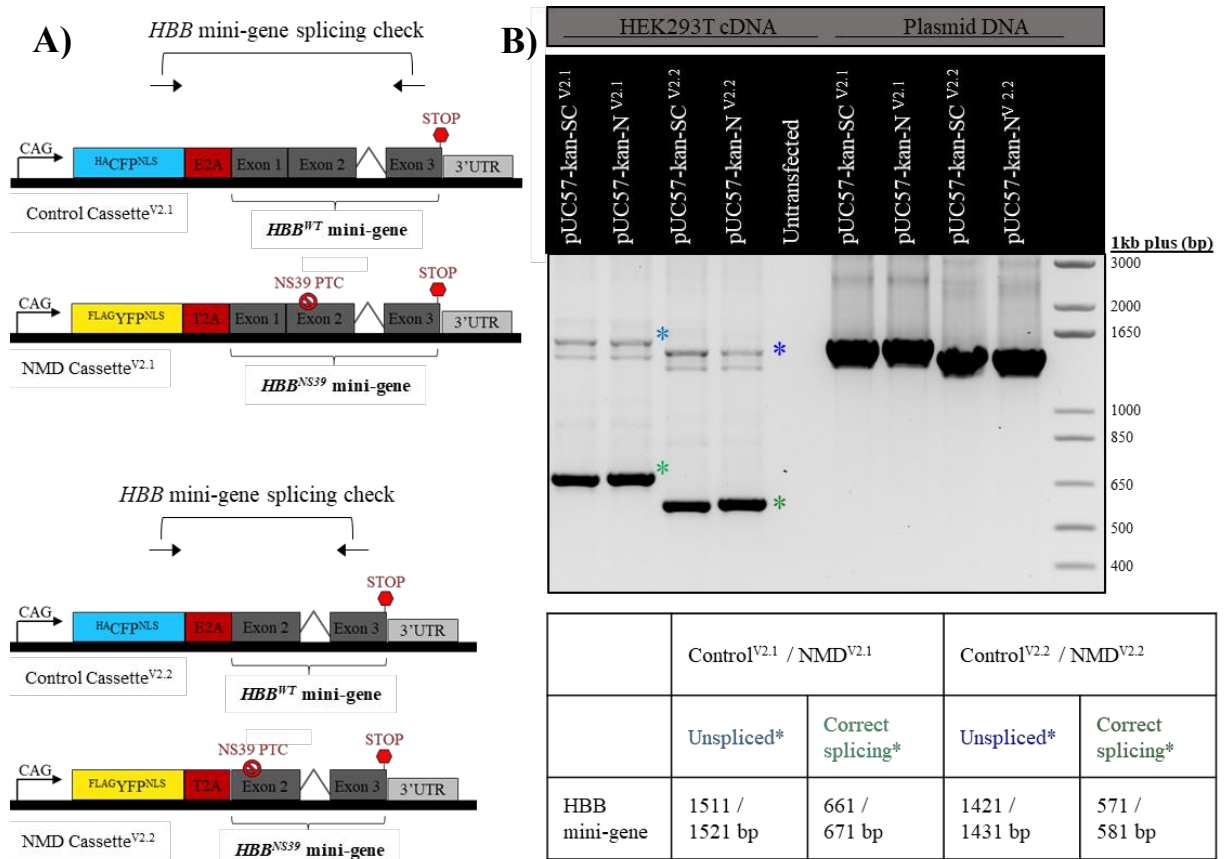 A)
HBB mini-gene splicing check
CAG
HACFPNLS
E2A
Exon 1
Exon 2
Exon 3
STOP
3'UTR
Control CassetteV2.1
HBBWT mini-gene
NS39 PTC
STOP
CAG
FLAGYFPNLS
T2A
Exon 1
Exon 2
Exon 3
3'UTR
NMD CassetteV2.1
HBBNS39 mini-gene
HBB mini-gene splicing check
STOP
CAG
HACFPNLS
E2A
Exon 2
Exon 3
3'UTR
Control CassetteV2.2
HBBWT mini-gene
NS39 PTC
STOP
CAG
FLAGYFPNLS
T2A
Exon 2
Exon 3
3'UTR
NMD CassetteV2.2
HBBNS39 mini-gene
B)
HEK293T cDNA
Plasmid DNA
pUC57-kan-SC V2.1
pUC57-kan-N V2.1
pUC57-kan-SC V2.2
pUC57-kan-N V2.2
Untransfected
pUC57-kan-SC V2.1
pUC57-kan-N V2.1
pUC57-kan-SC V2.2
pUC57-kan-NV 2.2
1kb plus (bp)
3000
2000
1650
1000
850
650
500
400
*
*
*
*
Control V2.1 / NMDV2.1
Control V2.2 / NMDV2.2
Unspliced*
Correct
splicing*
Unspliced*
Correct
splicing*
HBB
mini-gene
1511 /
1521 bp
661 /
671 bp
1421 /
1431 bp
571 /
581 bp